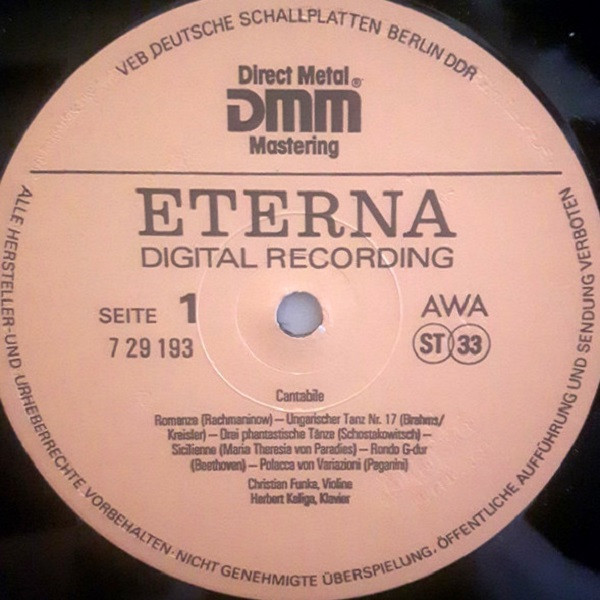 VEB DEUTSCHE SCHALLPLATTEN BERLIN DDR
Direct Metal®
DMM
Mastering
ETERNA
DIGITAL RECORDING
SEITE 1
7 29 193
AWA
ST 33
Cantabile
Romanze (Rachmaninow) – Ungarischer Tanz Nr. 17 (Brahms/
Kreisler) – Drei phantastische Tänze (Schostakowitsch) –
Sicilienne (Maria Theresia von Paradies) – Rondo G-dur
(Beethoven) – Polacca von Variazioni (Paganini)
Christian Funke, Violine
Herbert Kaliga, Klavier
ALLE HERSTELLER-UND URHEBERRECHTE VORBEHALTEN·NICHT GENEHMIGTE ÜBERSPIELUNG, ÖFFENTLICHE AUFFÜHRUNG UND SENDUNG VERBOTEN